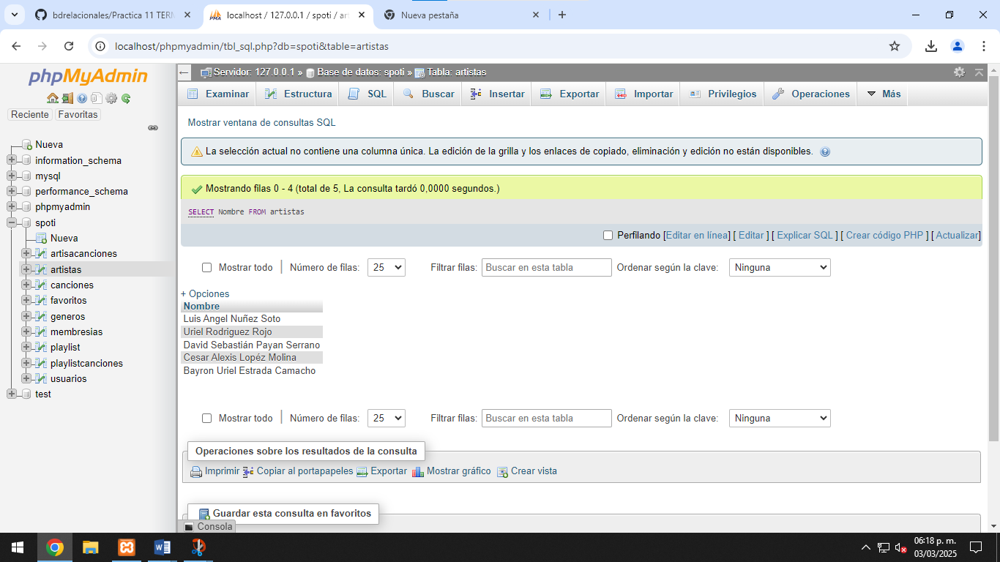 bdrelacionales/Practica 11 TERM
localhost / 127.0.0.1 / spoti / art
Nueva pestaña
localhost/phpmyadmin/tbl_sql.php?db=spoti&table=artistas
phpMyAdmin
Reciente
Favoritas
Nueva
information_schema
mysql
performance_schema
phpmyadmin
spoti
Nueva
artisacanciones
artistas
canciones
favoritos
generos
membresias
playlist
playlistcanciones
usuarios
test
Servidor: 127.0.0.1 » Base de datos: spoti » Tabla: artistas
Examinar
Estructura
SQL
Buscar
Insertar
Exportar
Importar
Privilegios
Operaciones
Más
Mostrar ventana de consultas SQL
La selección actual no contiene una columna única. La edición de la grilla y los enlaces de copiado, eliminación y edición no están disponibles.
Mostrando filas 0 - 4 (total de 5, La consulta tardó 0,0000 segundos.)
SELECT Nombre FROM artistas
Perfilando [Editar en línea] [ Editar ] [ Explicar SQL ] [ Crear código PHP ] [ Actualizar]
Mostrar todo | Número de filas: 25 Filtrar filas: Buscar en esta tabla Ordenar según la clave: Ninguna
+ Opciones
Nombre
Luis Angel Nuñez Soto
Uriel Rodriguez Rojo
David Sebastián Payan Serrano
Cesar Alexis Lopéz Molina
Bayron Uriel Estrada Camacho
Mostrar todo | Número de filas: 25 Filtrar filas: Buscar en esta tabla Ordenar según la clave: Ninguna
Operaciones sobre los resultados de la consulta
Imprimir Copiar al portapapeles Exportar Mostrar gráfico Crear vista
Guardar esta consulta en favoritos
Consola
06:18 p. m.
03/03/2025